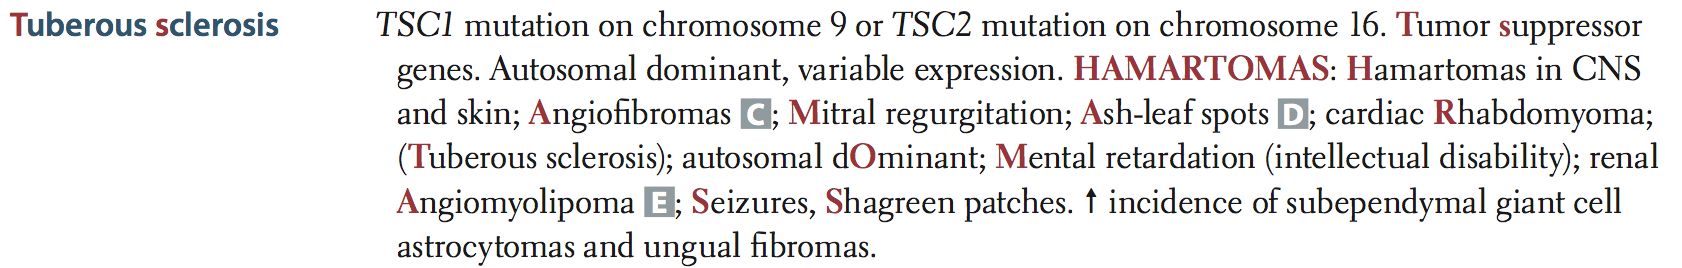 Tuberous sclerosis TSC1 mutation on chromosome 9 or TSC2 mutation on chromosome 16. Tumor suppressor
genes. Autosomal dominant, variable expression. HAMARTOMAS: Hamartomas in CNS
and skin; Angiofibromas C; Mitral regurgitation; Ash-leaf spots D; cardiac Rhabdomyoma;
(Tuberous sclerosis); autosomal dOminant; Mental retardation (intellectual disability); renal
Angiomyolipoma E; Seizures, Shagreen patches. ↑ incidence of subependymal giant cell
astrocytomas and ungual fibromas.